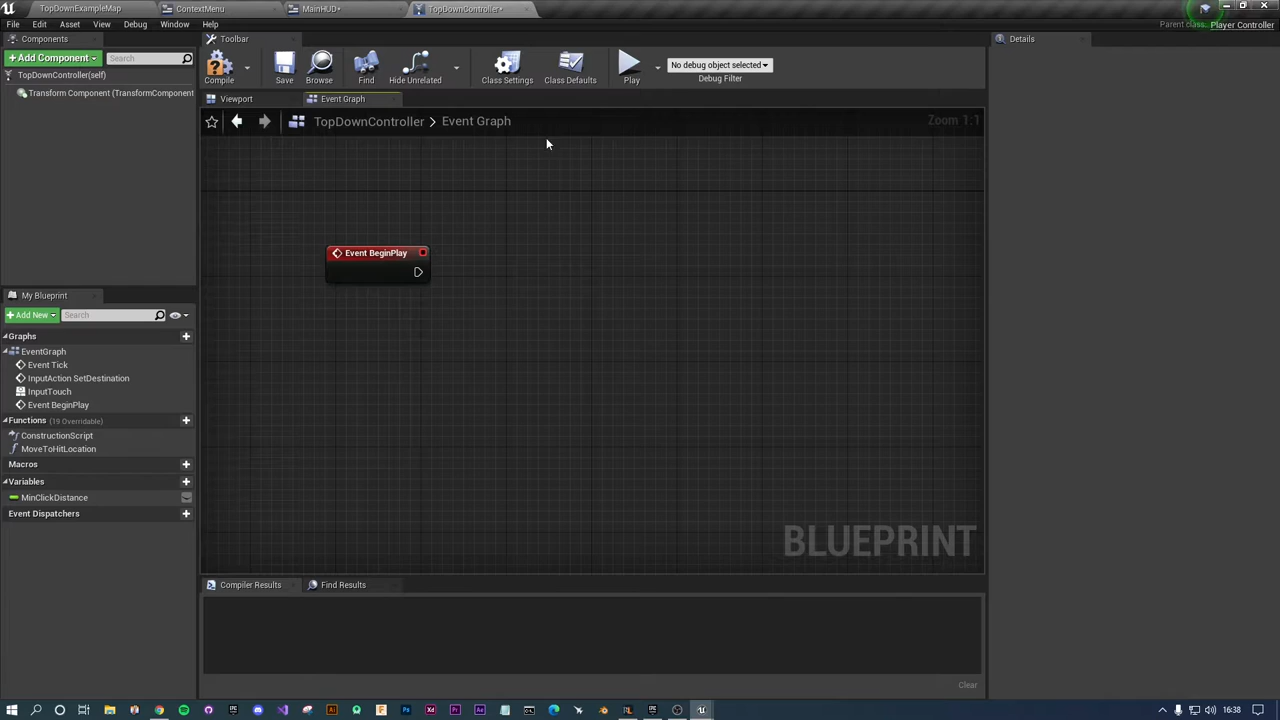 TopDownExampleMap
ContextMenu
MainHUD*
TopDownController*
File
Edit
Asset
View
Debug
Window
Help
Parent class:
Player Controller
Components
Toolbar
Details
+Add Component
Search
Compile
Save
Browse
Find
Hide Unrelated
Class Settings
Class Defaults
Play
No debug object selected
Debug Filter
TopDownController(self)
Transform Component (TransformComponent
Viewport
Event Graph
TopDownController > Event Graph
Zoom 1:1
Event BeginPlay
My Blueprint
+Add New
Search
Graphs
EventGraph
Event Tick
InputAction SetDestination
InputTouch
Event BeginPlay
Functions (19 Overridable)
ConstructionScript
MoveToHitLocation
Macros
Variables
MinClickDistance
Event Dispatchers
BLUEPRINT
Compiler Results
Find Results
Clear
16:38